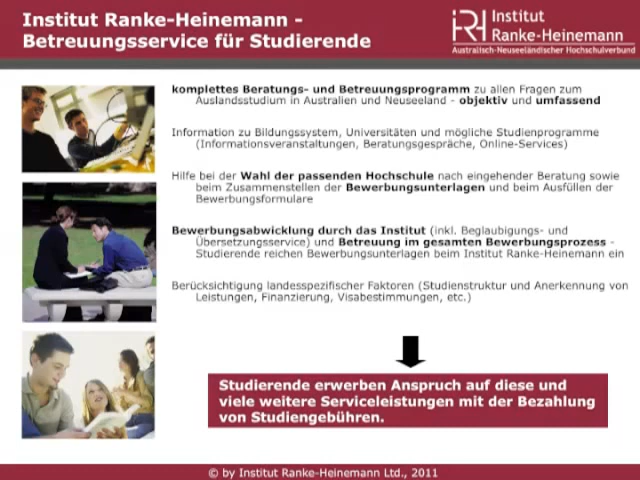 Institut Ranke-Heinemann -
Betreuungsservice für Studierende
iRH Institut
Ranke-Heinemann
Australisch-Neuseeländischer Hochschulverbund
komplettes Beratungs- und Betreuungsprogramm zu allen Fragen zum
Auslandsstudium in Australien und Neuseeland - objektiv und umfassend
Information zu Bildungssystem, Universitäten und mögliche Studienprogramme
(Informationsveranstaltungen, Beratungsgespräche, Online-Services)
Hilfe bei der Wahl der passenden Hochschule nach eingehender Beratung sowie
beim Zusammenstellen der Bewerbungsunterlagen und beim Ausfüllen der
Bewerbungsformulare
Bewerbungsabwicklung durch das Institut (inkl. Beglaubigungs- und
Übersetzungsservice) und Betreuung im gesamten Bewerbungsprozess -
Studierende reichen Bewerbungsunterlagen beim Institut Ranke-Heinemann ein
Berücksichtigung landesspezifischer Faktoren (Studienstruktur und Anerkennung von
Leistungen, Finanzierung, Visabestimmungen, etc.)
Studierende erwerben Anspruch auf diese und
viele weitere Serviceleistungen mit der Bezahlung
von Studiengebühren.
© by Institut Ranke-Heinemann Ltd., 2011